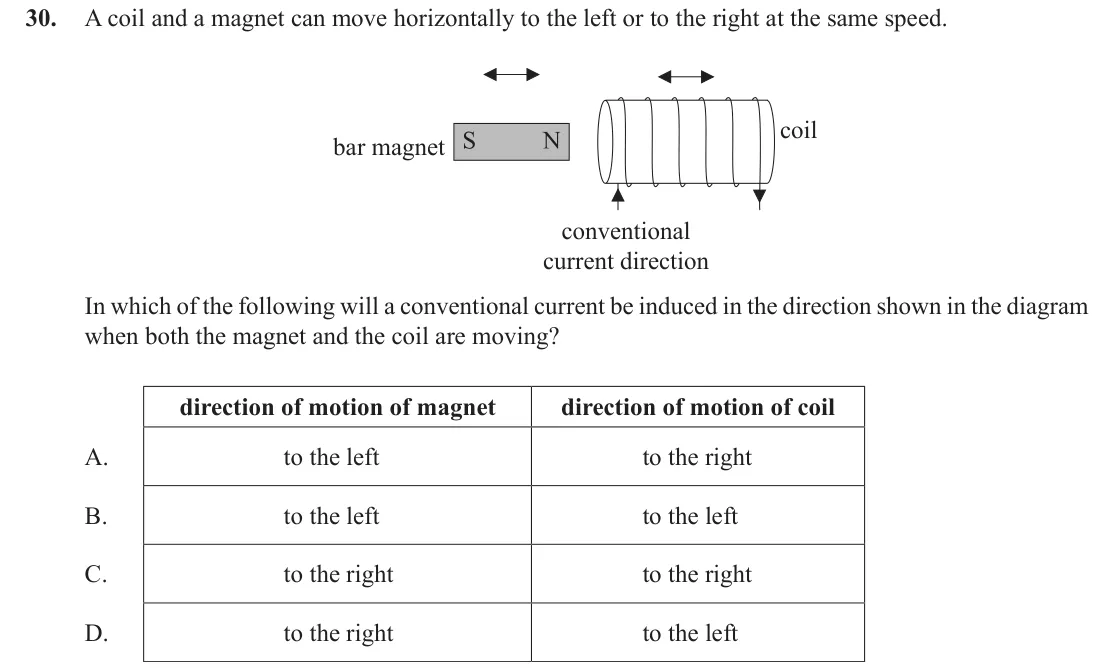 30. A coil and a magnet can move horizontally to the left or to the right at the same speed.
bar magnet
S N
coil
conventional
current direction
In which of the following will a conventional current be induced in the direction shown in the diagram
when both the magnet and the coil are moving?
direction of motion of magnet direction of motion of coil
A. to the left to the right
B. to the left to the left
C. to the right to the right
D. to the right to the left